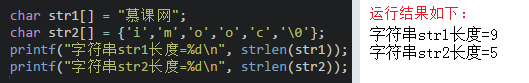 char str1[] = "慕课网";
char str2[] = {'i','m','o','o','c','\0'};
printf("字符串str1长度=%d\n", strlen(str1));
printf("字符串str2长度=%d\n", strlen(str2));
运行结果如下：
字符串str1长度=9
字符串str2长度=5